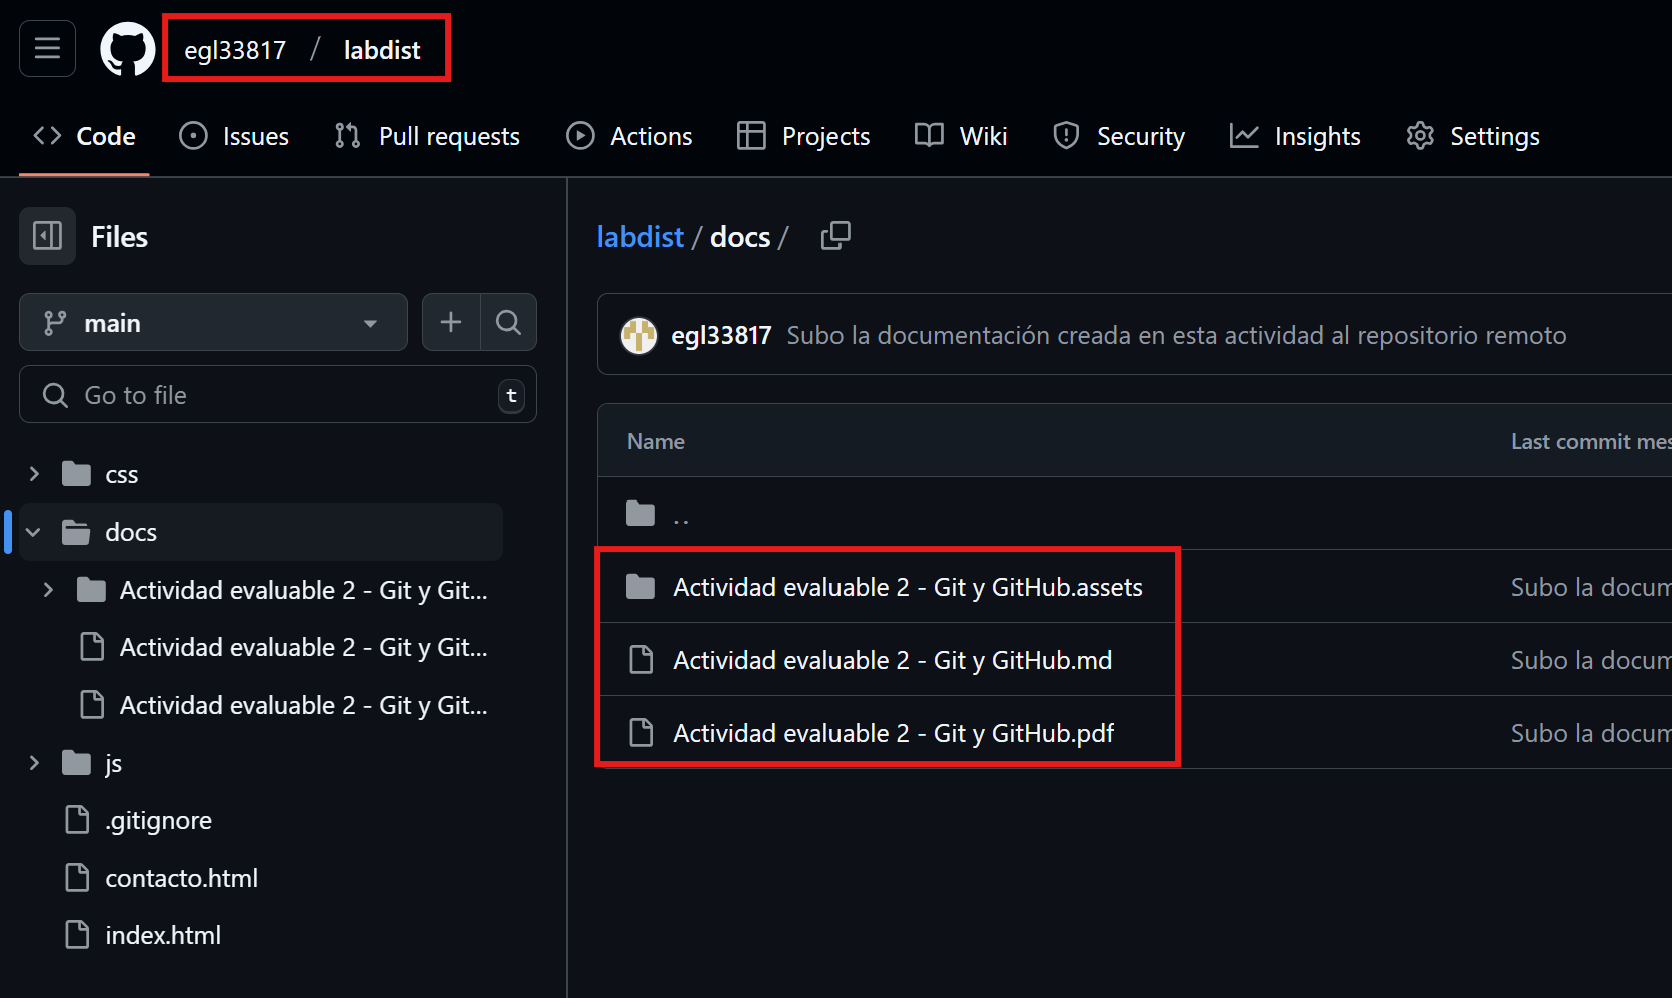 egl33817 / labdist
Code Issues Pull requests Actions Projects Wiki Security Insights Settings
Files
main
Go to file t
css
docs
Actividad evaluable 2 - Git y Git...
Actividad evaluable 2 - Git y Git...
Actividad evaluable 2 - Git y Git...
js
.gitignore
contacto.html
index.html
labdist / docs /
egl33817 Subo la documentación creada en esta actividad al repositorio remoto
Name Last commit mes
..
Actividad evaluable 2 - Git y GitHub.assets Subo la docum
Actividad evaluable 2 - Git y GitHub.md Subo la docum
Actividad evaluable 2 - Git y GitHub.pdf Subo la docum